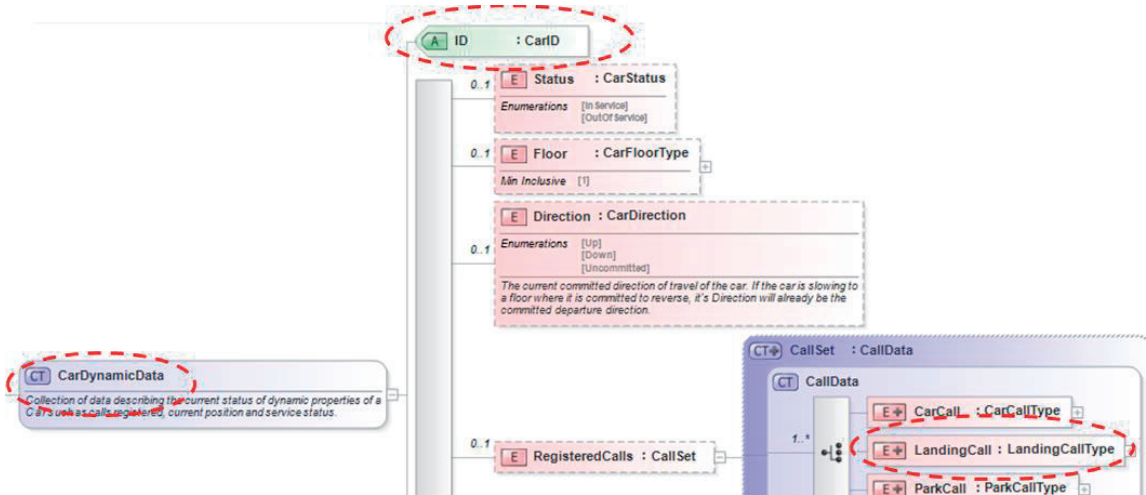 A ID : CarID
0..1 E Status : CarStatus
Enumerations [In Service]
[OutOf Service]
0..1 E Floor : CarFloorType
Min Inclusive [1]
E Direction : CarDirection
0..1 Enumerations [Up]
[Down]
[Uncommitted]
The current committed direction of travel of the car. If the car is slowing to
a floor where it is committed to reverse, it's Direction will already be the
committed departure direction.
CT CallSet : CallData
CT CarDynamicData
CT CallData
Collection of data describing the current status of dynamic properties of a
Car such as calls registered, current position and service status.
E CarCall : CarCallType
1..*
E LandingCall : LandingCallType
0..1 E RegisteredCalls : CallSet
E ParkCall : ParkCallType